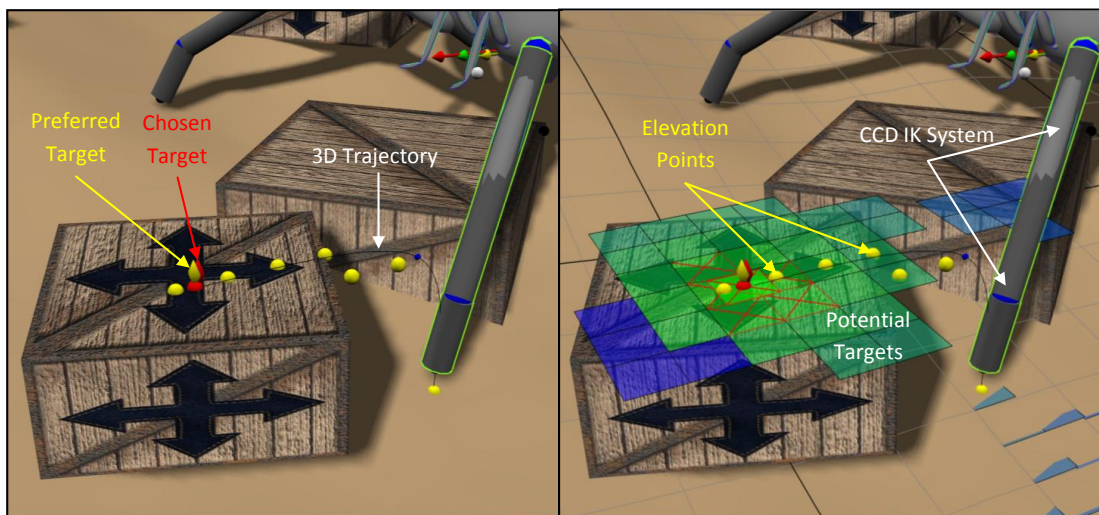 Preferred
Target
Chosen
Target
3D Trajectory
Elevation
Points
CCD IK System
Potential
Targets